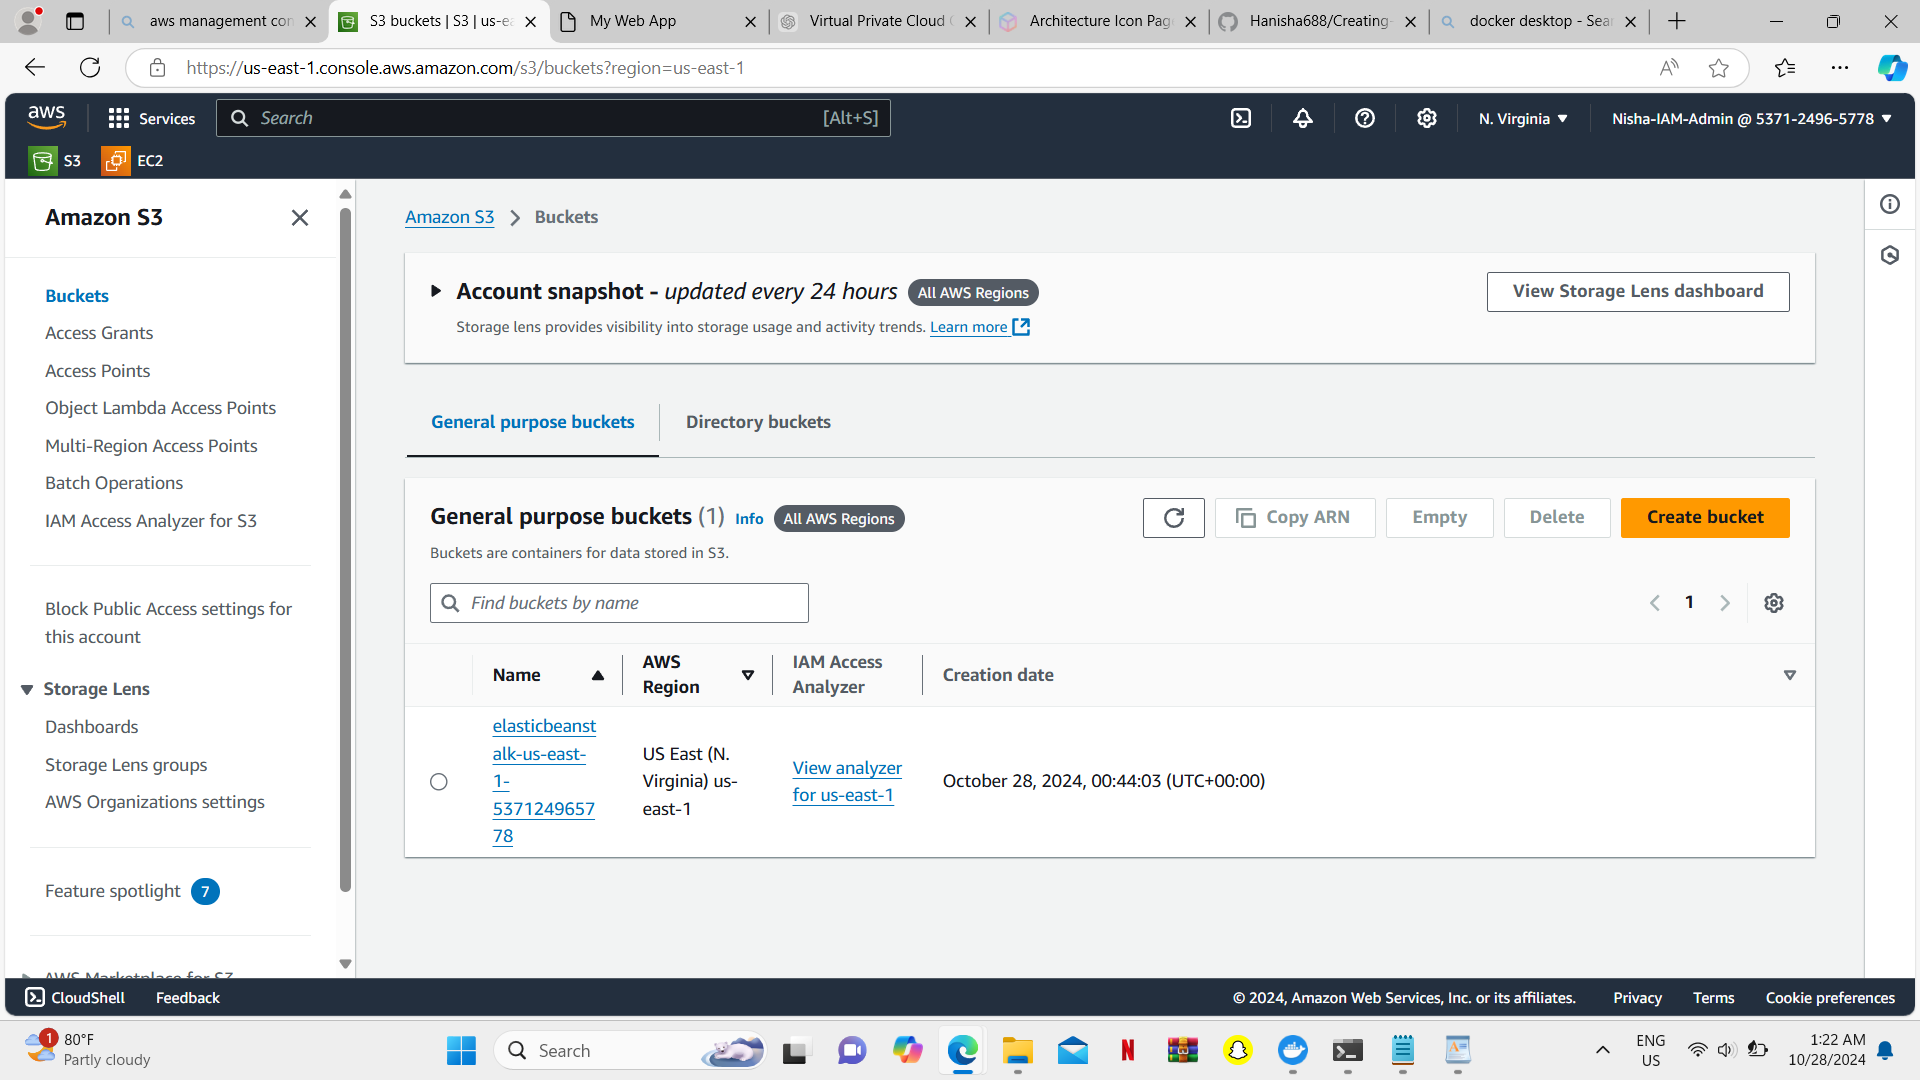 aws management con
S3 buckets | S3 | us-ea
My Web App
Virtual Private Cloud C
Architecture Icon Pag
Hanisha688/Creating-
docker desktop - Sear
https://us-east-1.console.aws.amazon.com/s3/buckets?region=us-east-1
aws
Services
Search
[Alt+S]
N. Virginia
Nisha-IAM-Admin @ 5371-2496-5778
S3
EC2
Amazon S3
Buckets
Access Grants
Access Points
Object Lambda Access Points
Multi-Region Access Points
Batch Operations
IAM Access Analyzer for S3
Block Public Access settings for
this account
Storage Lens
Dashboards
Storage Lens groups
AWS Organizations settings
Feature spotlight 7
AWS Marketplace for S3
Amazon S3 > Buckets
Account snapshot - updated every 24 hours All AWS Regions
Storage lens provides visibility into storage usage and activity trends. Learn more
View Storage Lens dashboard
General purpose buckets
Directory buckets
General purpose buckets (1) Info All AWS Regions
Buckets are containers for data stored in S3.
Copy ARN
Empty
Delete
Create bucket
Find buckets by name
1
Name
AWS
Region
IAM Access
Analyzer
Creation date
elasticbeanst
alk-us-east-
1-
5371249657
78
US East (N.
Virginia) us-
east-1
View analyzer
for us-east-1
October 28, 2024, 00:44:03 (UTC+00:00)
CloudShell
Feedback
© 2024, Amazon Web Services, Inc. or its affiliates.
Privacy
Terms
Cookie preferences
1
80°F
Partly cloudy
Search
N
ENG
US
1:22 AM
10/28/2024